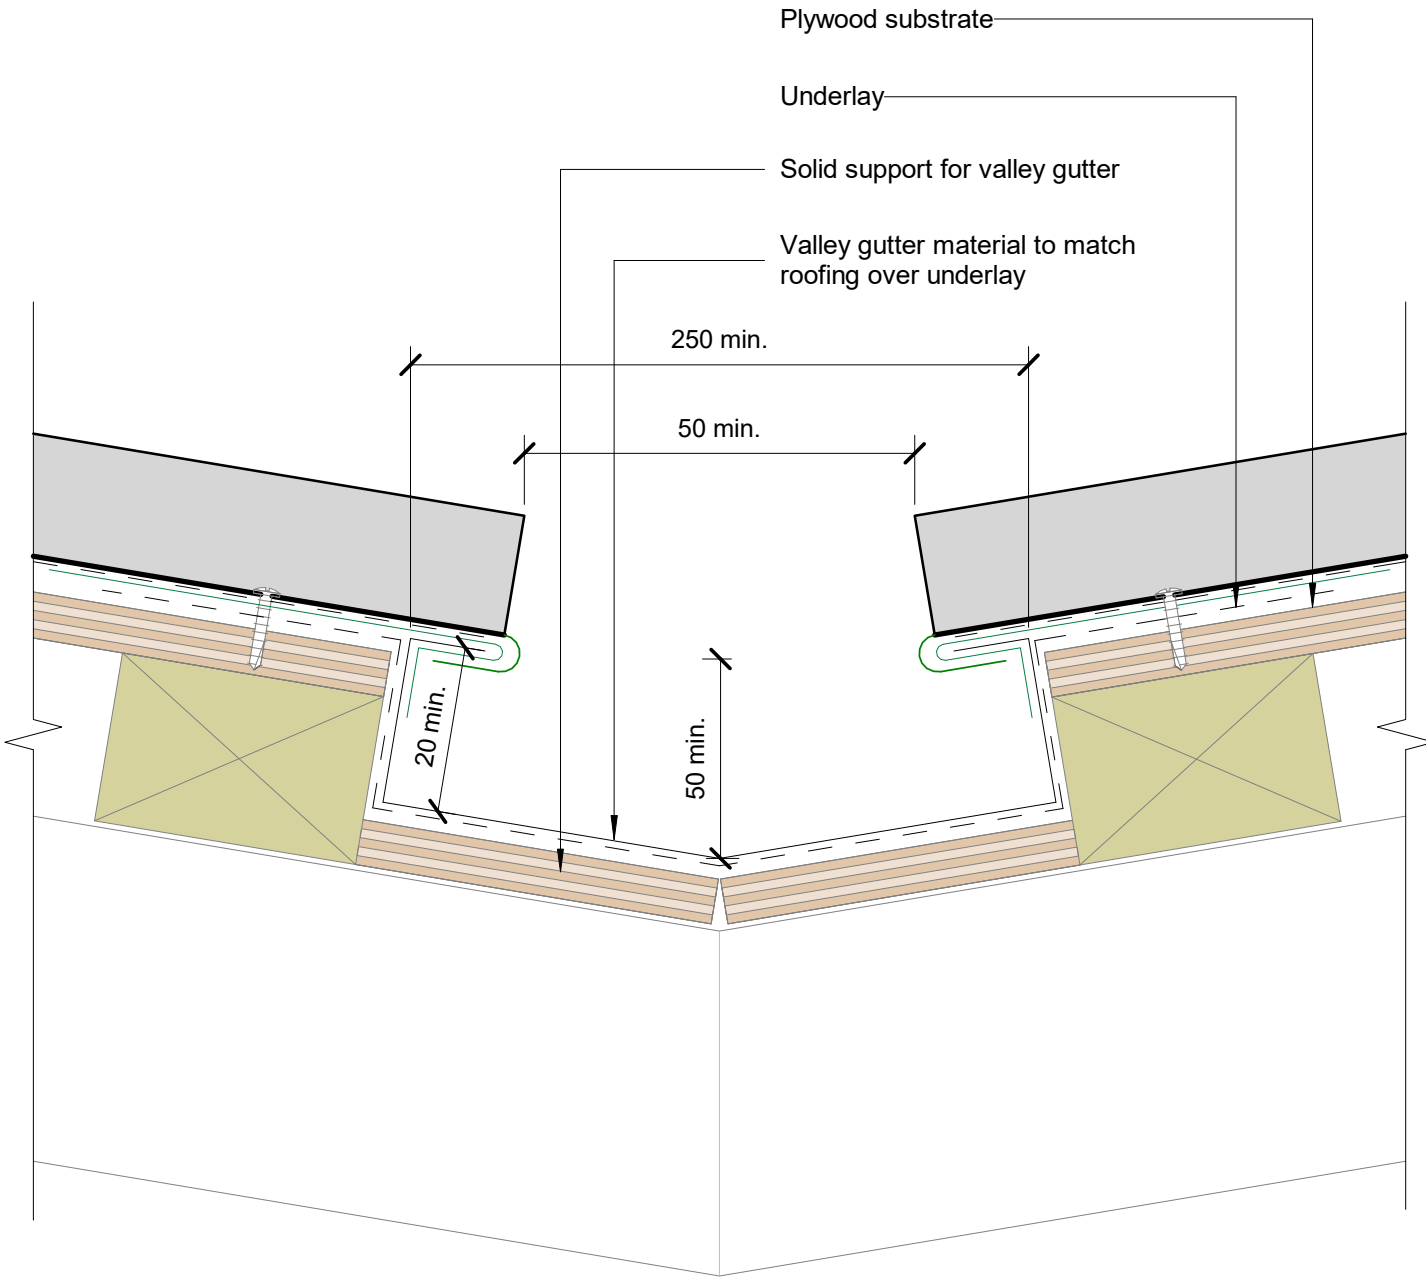 Plywood substrate
Underlay
Solid support for valley gutter
Valley gutter material to match
roofing over underlay
250 min.
50 min.
20 min.
50 min.